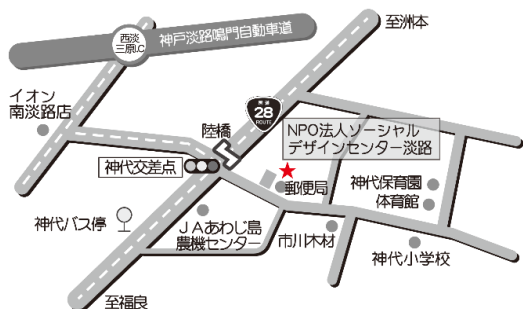 西淡
三原I.C
神戸淡路鳴門自動車道
至洲本
イオン
南淡路店
国道
28
ROUTE
陸橋
NPO法人ソーシャル
デザインセンター淡路
神代交差点
郵便局
神代保育園
体育館
神代バス停
JAあわじ島
農機センター
市川木材
神代小学校
至福良